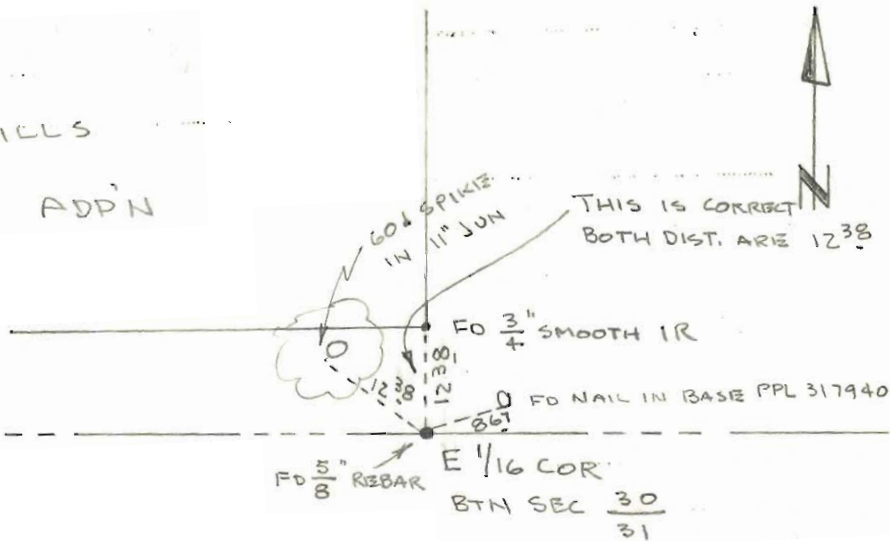 ILLS
ADD'N
N
60d SPIKE
IN 11" JUN
THIS IS CORRECT
BOTH DIST. ARE 12 38
FD 3/4" SMOOTH IR
12 38
12 38
8 67
FD NAIL IN BASE PPL 317940
FD 5/8" REBAR
E 1/16 COR
BTN SEC 30/31